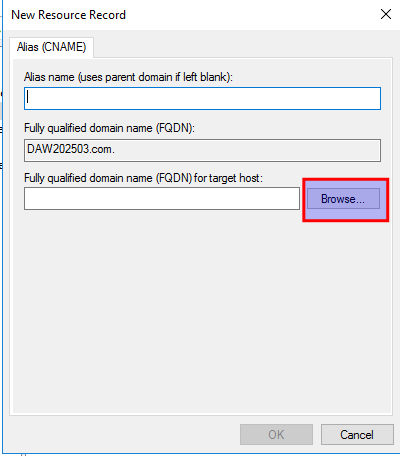 New Resource Record
Alias (CNAME)
Alias name (uses parent domain if left blank):
Fully qualified domain name (FQDN):
DAW202503.com.
Fully qualified domain name (FQDN) for target host:
Browse...
OK
Cancel